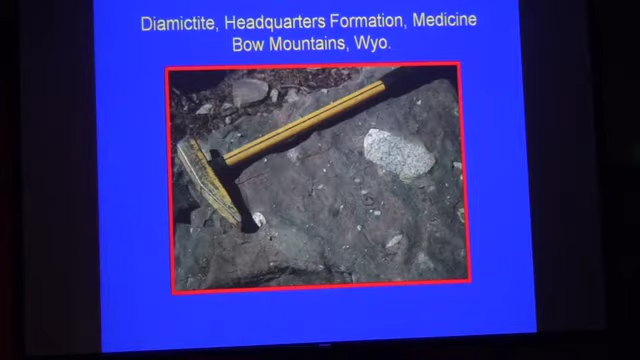 Diamictite, Headquarters Formation, Medicine
Bow Mountains, Wyo.